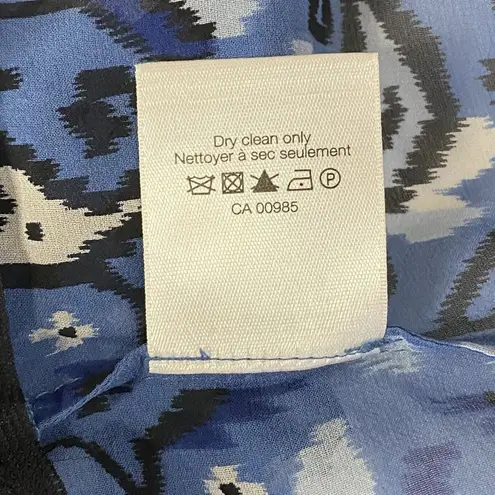 Dry clean only
Nettoyer à sec seulement
P
CA 00985